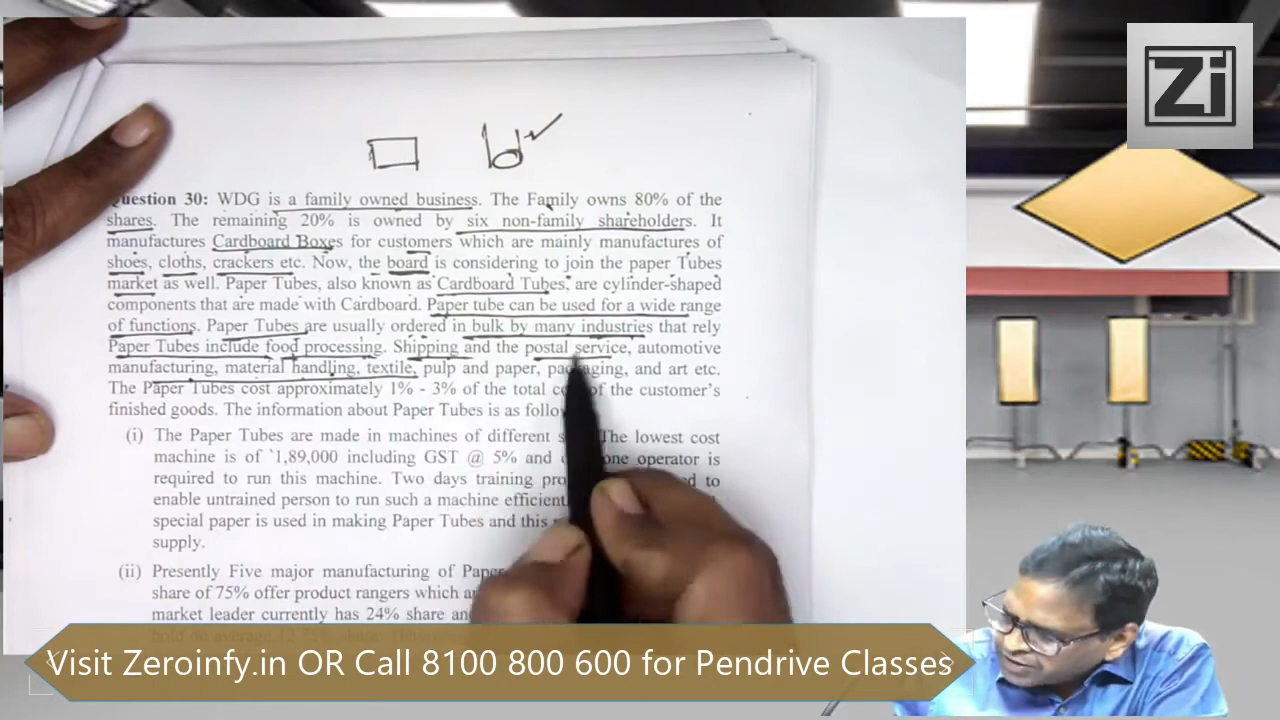 Zi
Question 30: WDG is a family owned business. The Family owns 80% of the
shares. The remaining 20% is owned by six non-family shareholders. It
manufactures Cardboard Boxes for customers which are mainly manufactures of
shoes, cloths, crackers etc. Now, the board is considering to join the paper Tubes
market as well. Paper Tubes, also known as Cardboard Tubes, are cylinder-shaped
components that are made with Cardboard. Paper tube can be used for a wide range
of functions. Paper Tubes are usually ordered in bulk by many industries that rely
Paper Tubes include food processing. Shipping and the postal service, automotive
manufacturing, material handling, textile, pulp and paper, packaging, and art etc.
The Paper Tubes cost approximately 1% - 3% of the total of the customer's
finished goods. The information about Paper Tubes is as
(i) The Paper Tubes are made in machines of different The lowest cost
machine is of `1,89,000 including GST @ 5% and one operator is
required to run this machine. Two days training to
enable untrained person to run such a machine
special paper is used in making Paper Tubes and this
supply.
(ii) Presently Five major manufacturing of
share of 75% offer product rangers which
market leader currently has 24% share
hold on average
Visit Zeroinfy.in OR Call 8100 800 600 for Pendrive Classes